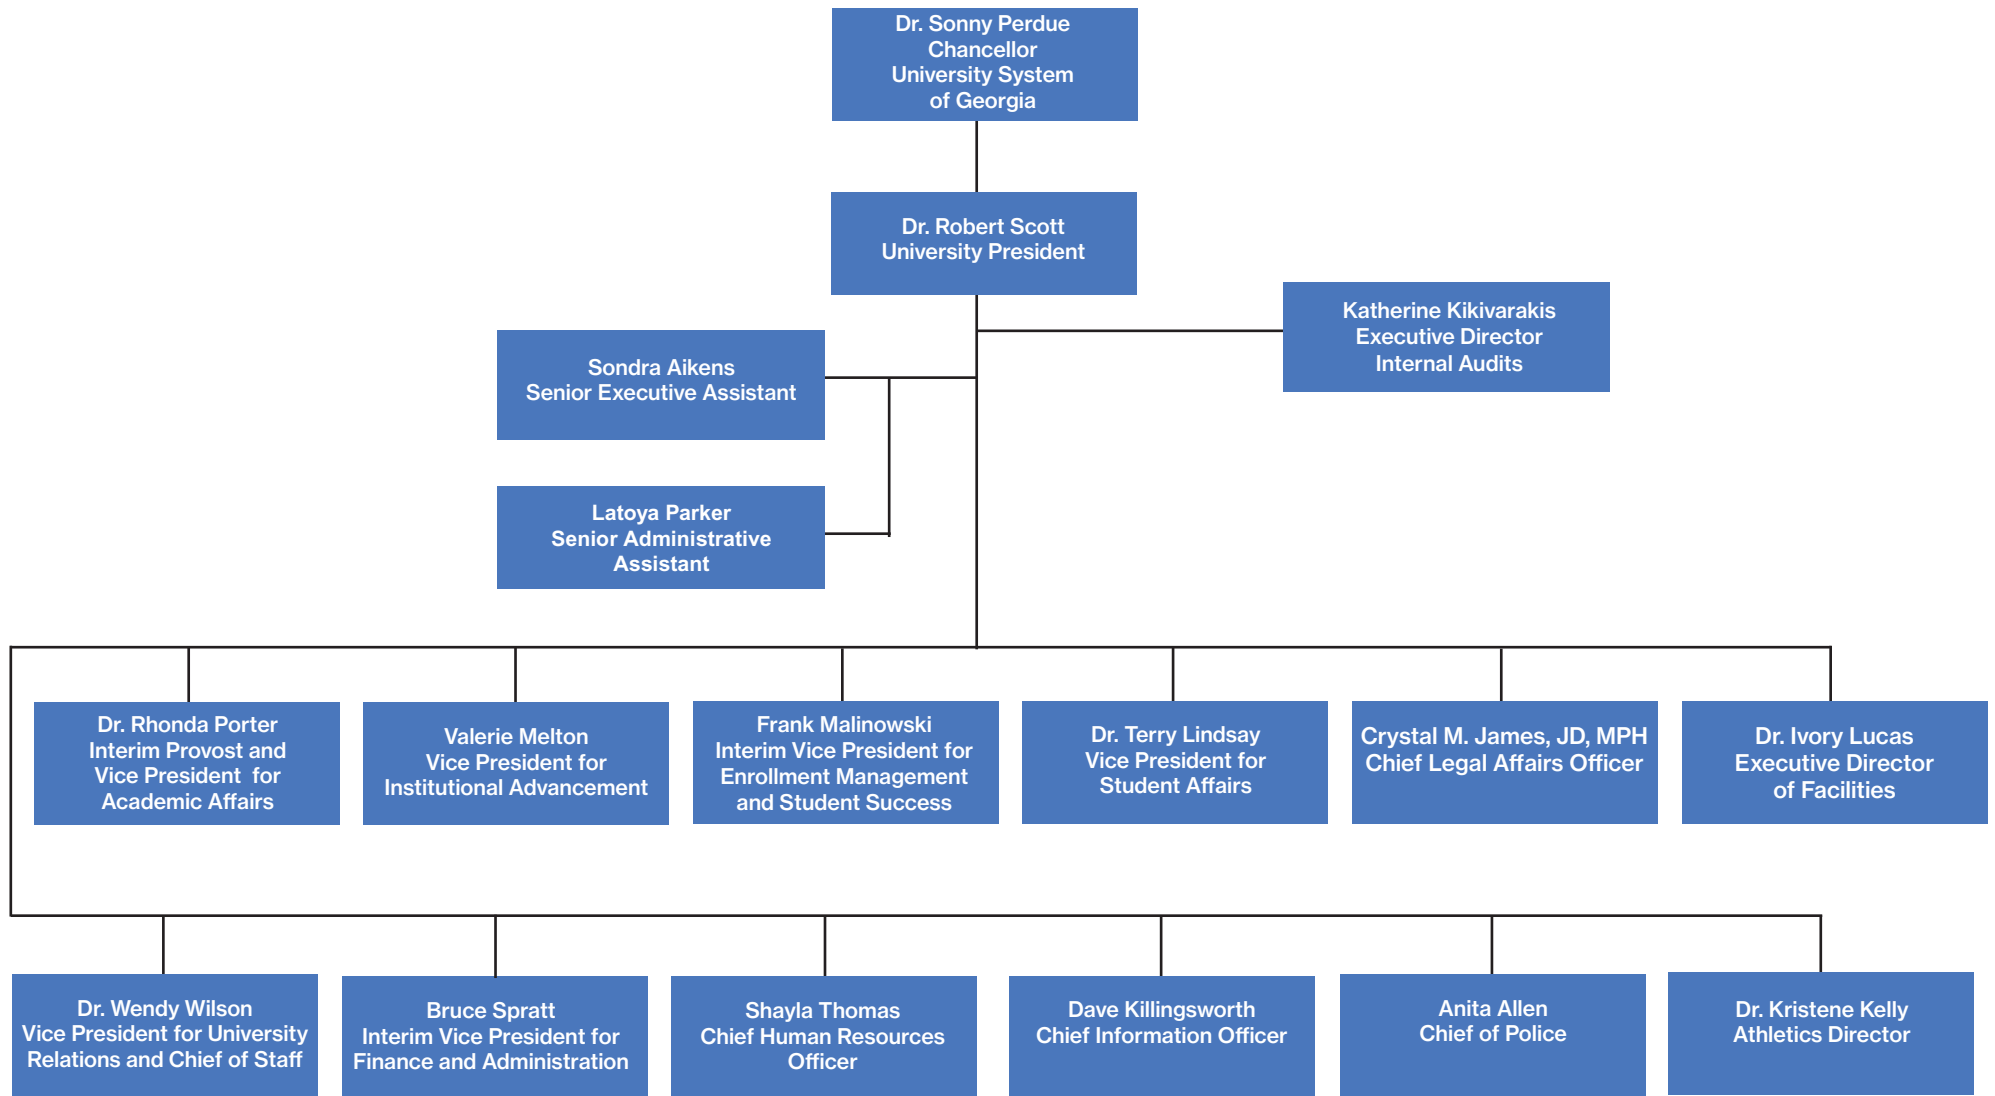 Dr. Sonny Perdue
Chancellor
University System
of Georgia
Dr. Robert Scott
University President
Katherine Kikivarakis
Executive Director
Internal Audits
Sondra Aikens
Senior Executive Assistant
Latoya Parker
Senior Administrative
Assistant
Dr. Rhonda Porter
Interim Provost and
Vice President for
Academic Affairs
Valerie Melton
Vice President for
Institutional Advancement
Frank Malinowski
Interim Vice President for
Enrollment Management
and Student Success
Dr. Terry Lindsay
Vice President for
Student Affairs
Crystal M. James, JD, MPH
Chief Legal Affairs Officer
Dr. Ivory Lucas
Executive Director
of Facilities
Dr. Wendy Wilson
Vice President for University
Relations and Chief of Staff
Bruce Spratt
Interim Vice President for
Finance and Administration
Shayla Thomas
Chief Human Resources
Officer
Dave Killingsworth
Chief Information Officer
Anita Allen
Chief of Police
Dr. Kristene Kelly
Athletics Director